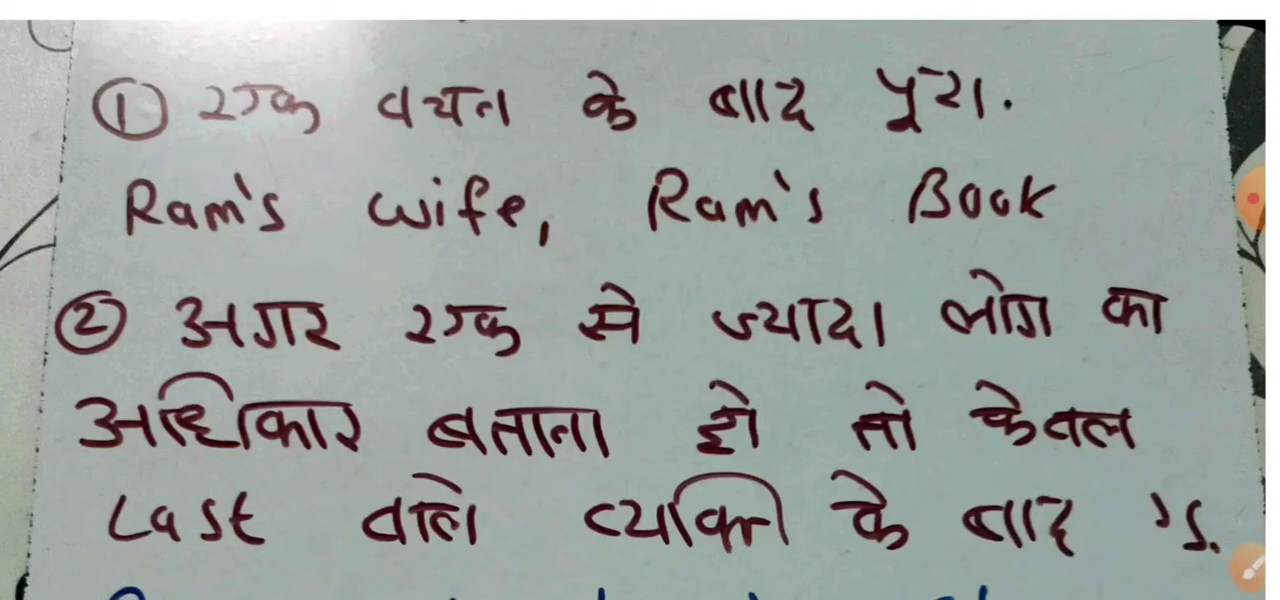 ① एक वचन के बाद पूरा.
Ram's wife, Ram's Book
② अगर एक से ज्यादा लोग का
अधिकार बताना हो तो केवल
Last वाले व्यक्ति के बाद 's.